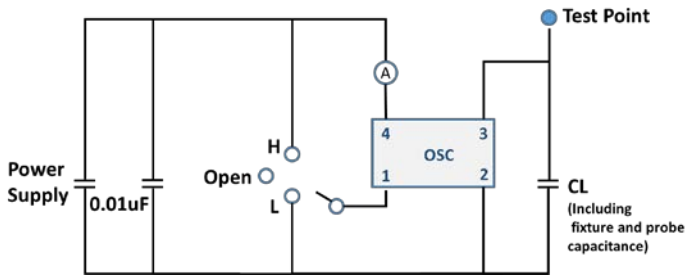 Test Point
A
4 3
OSC
1 2
H
Open
L
Power
Supply
0.01uF
CL
(Including
fixture and probe
capacitance)